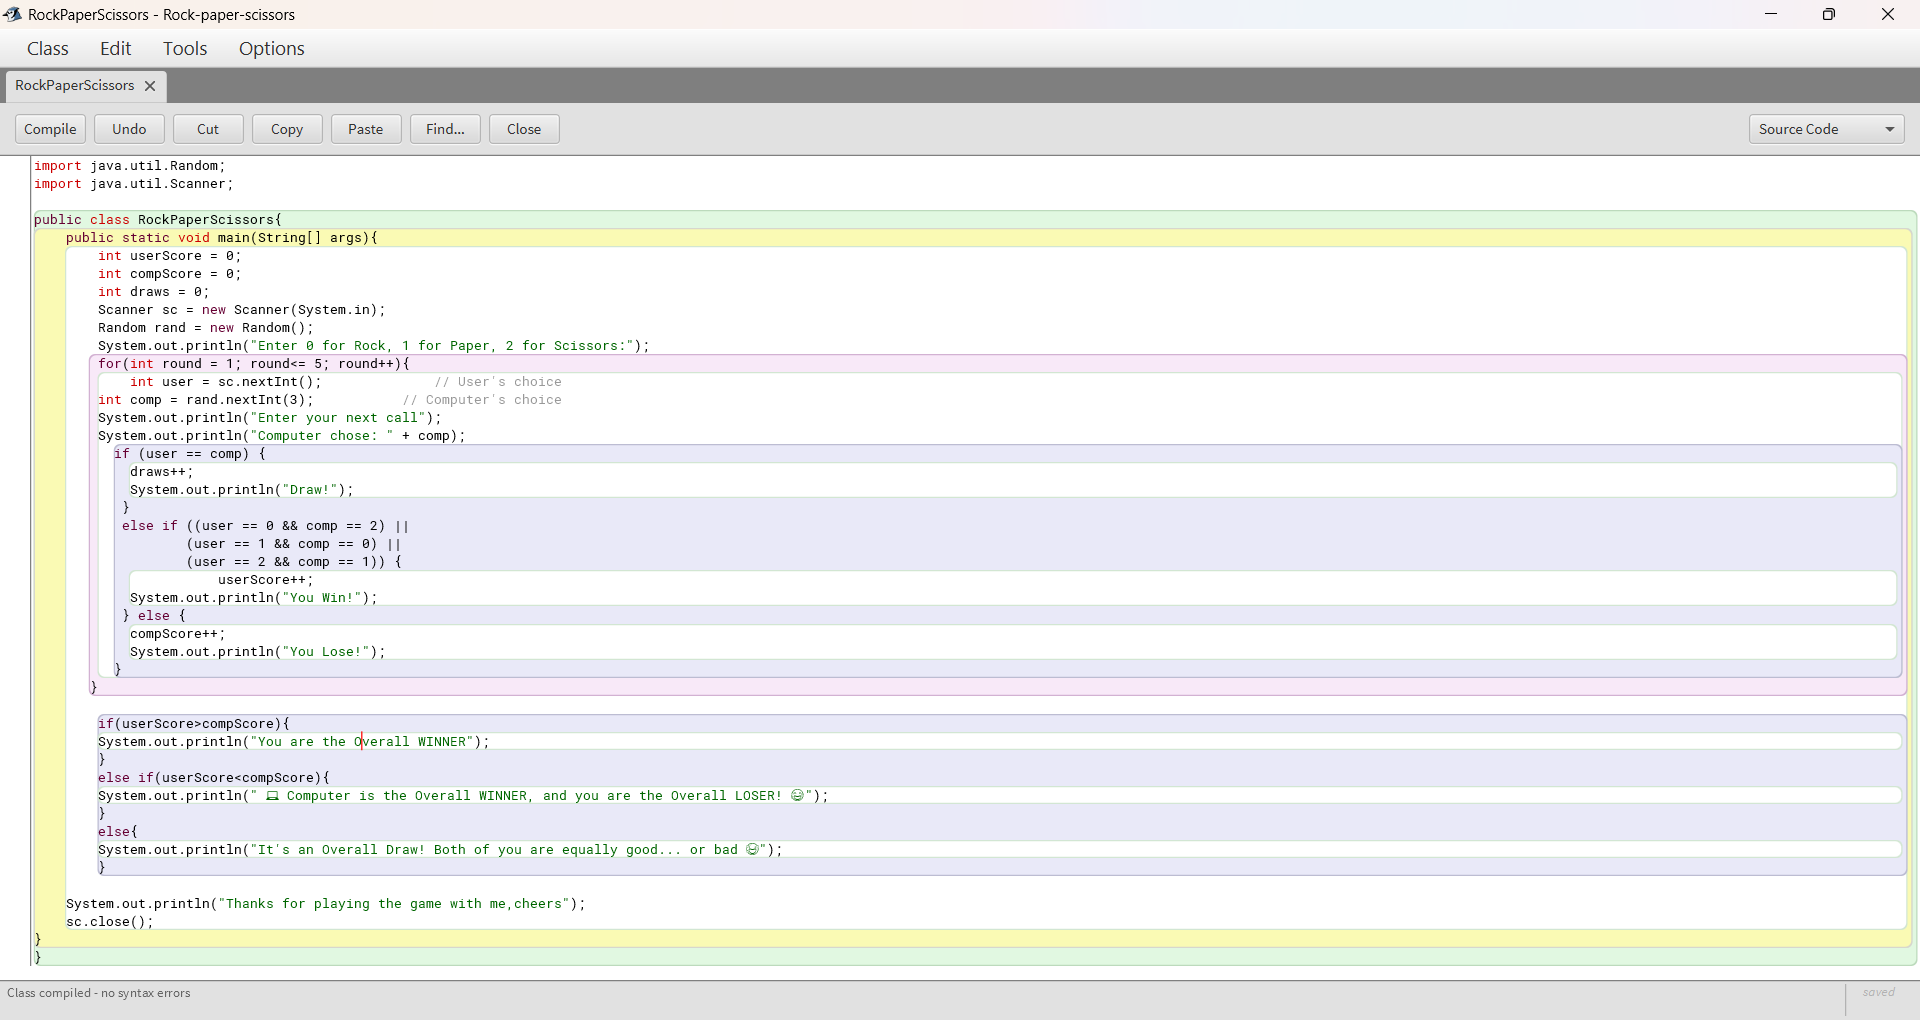 RockPaperScissors - Rock-paper-scissors
Class Edit Tools Options
RockPaperScissors
Compile Undo Cut Copy Paste Find... Close Source Code
import java.util.Random;
import java.util.Scanner;
public class RockPaperScissors{
public static void main(String[] args){
int userScore = 0;
int compScore = 0;
int draws = 0;
Scanner sc = new Scanner(System.in);
Random rand = new Random();
System.out.println("Enter 0 for Rock, 1 for Paper, 2 for Scissors:");
for(int round = 1; round<= 5; round++){
int user = sc.nextInt(); // User's choice
int comp = rand.nextInt(3); // Computer's choice
System.out.println("Enter your next call");
System.out.println("Computer chose: " + comp);
if (user == comp) {
draws++;
System.out.println("Draw!");
}
else if ((user == 0 && comp == 2) ||
(user == 1 && comp == 0) ||
(user == 2 && comp == 1)) {
userScore++;
System.out.println("You Win!");
} else {
compScore++;
System.out.println("You Lose!");
}
}
if(userScore>compScore){
System.out.println("You are the Overall WINNER");
}
else if(userScore<compScore){
System.out.println(" 💻 Computer is the Overall WINNER, and you are the Overall LOSER! 😂");
}
else{
System.out.println("It's an Overall Draw! Both of you are equally good... or bad 😂");
}
System.out.println("Thanks for playing the game with me,cheers");
sc.close();
}
}
Class compiled - no syntax errors
saved